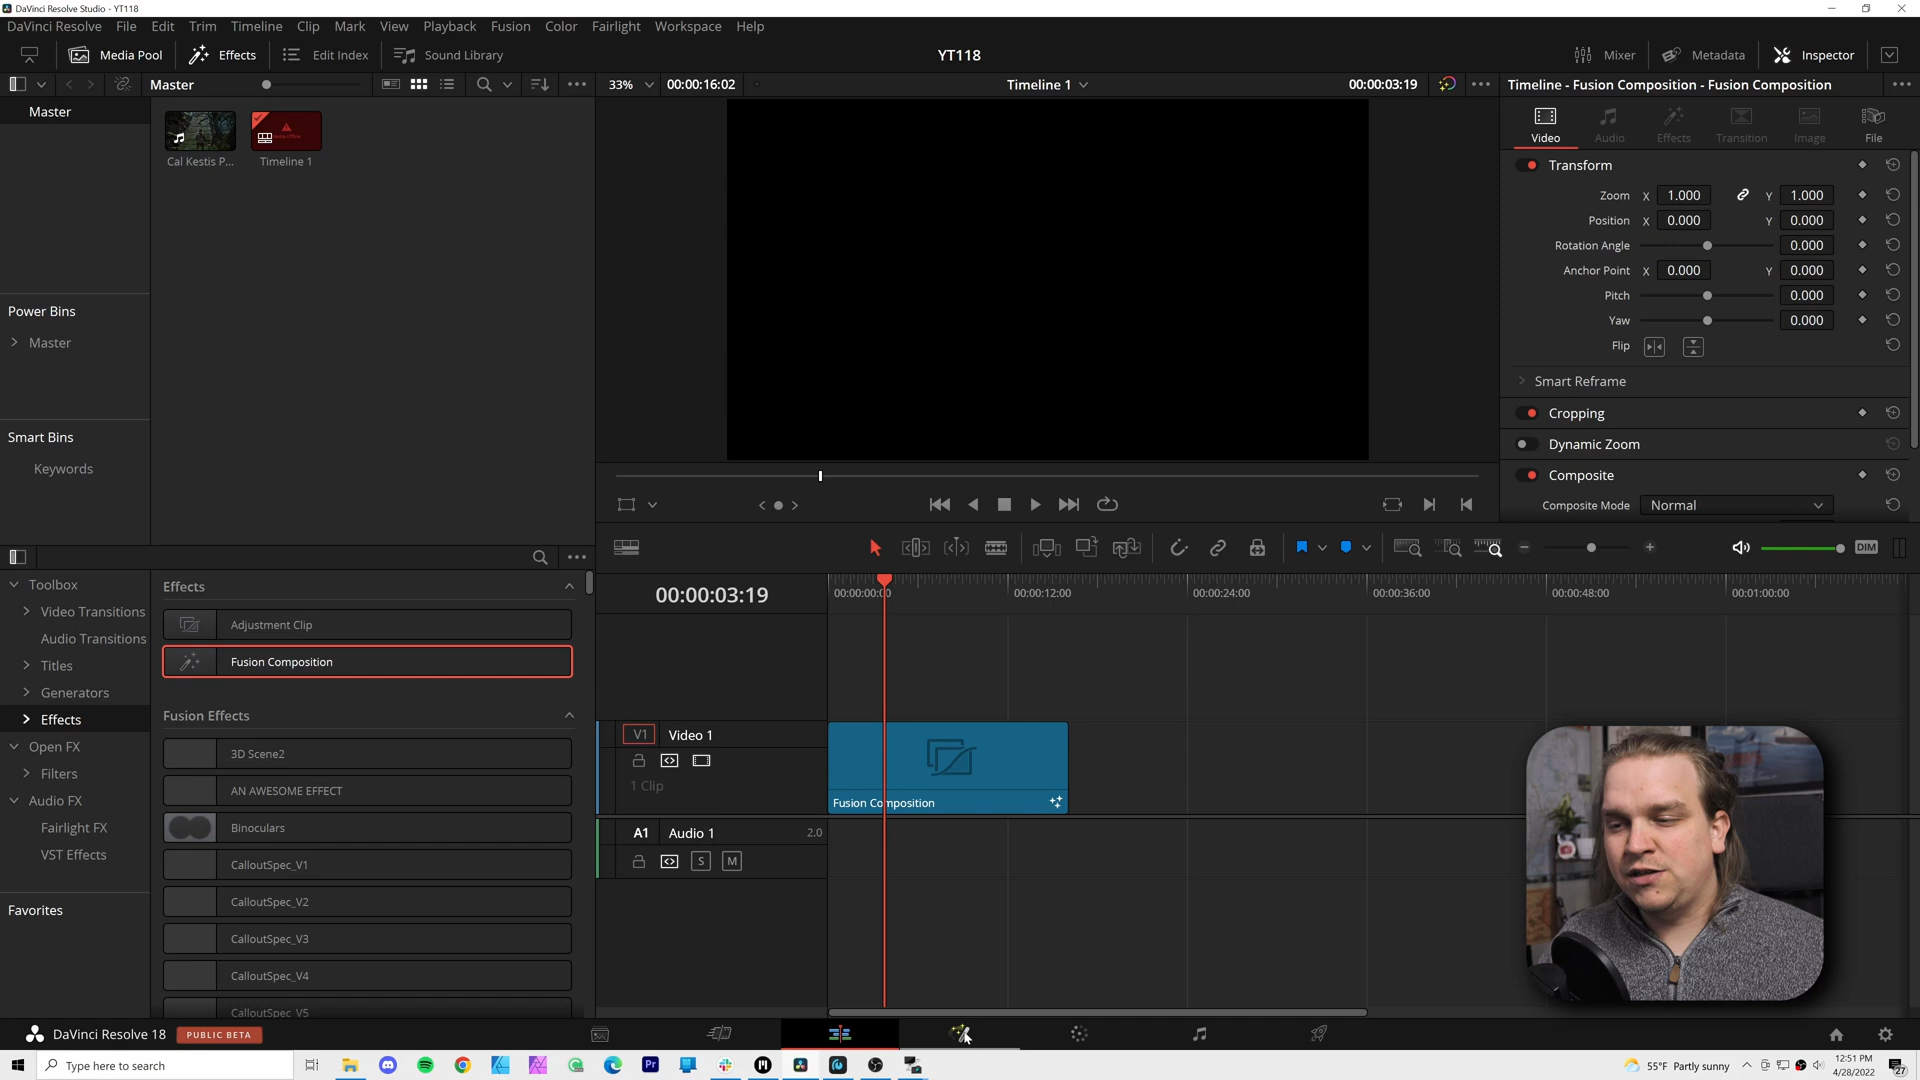 DaVinci Resolve Studio - YT118
DaVinci Resolve File Edit Trim Timeline Clip Mark View Playback Fusion Color Fairlight Workspace Help
Media Pool Effects Edit Index Sound Library YT118 Mixer Metadata Inspector
Master 33% 00:00:16:02 Timeline 1 00:00:03:19 Timeline - Fusion Composition - Fusion Composition
Master
Power Bins
Master
Smart Bins
Keywords
Cal Kestis P... Timeline 1
Video Audio Effects Transition Image File
Transform
Zoom X 1.000 Y 1.000
Position X 0.000 Y 0.000
Rotation Angle 0.000
Anchor Point X 0.000 Y 0.000
Pitch 0.000
Yaw 0.000
Flip
Smart Reframe
Cropping
Dynamic Zoom
Composite
Composite Mode Normal
DIM
Toolbox
Video Transitions
Audio Transitions
Titles
Generators
Effects
Open FX
Filters
Audio FX
Fairlight FX
VST Effects
Favorites
Effects
Adjustment Clip
Fusion Composition
Fusion Effects
3D Scene2
AN AWESOME EFFECT
Binoculars
CalloutSpec_V1
CalloutSpec_V2
CalloutSpec_V3
CalloutSpec_V4
CalloutSpec_V5
00:00:03:19 00:00:00:00 00:00:12:00 00:00:24:00 00:00:36:00 00:00:48:00 00:01:00:00
V1 Video 1
1 Clip
Fusion Composition
A1 Audio 1 2.0
S M
DaVinci Resolve 18 PUBLIC BETA
Type here to search
Pr
55°F Partly sunny
12:51 PM
4/28/2022
27